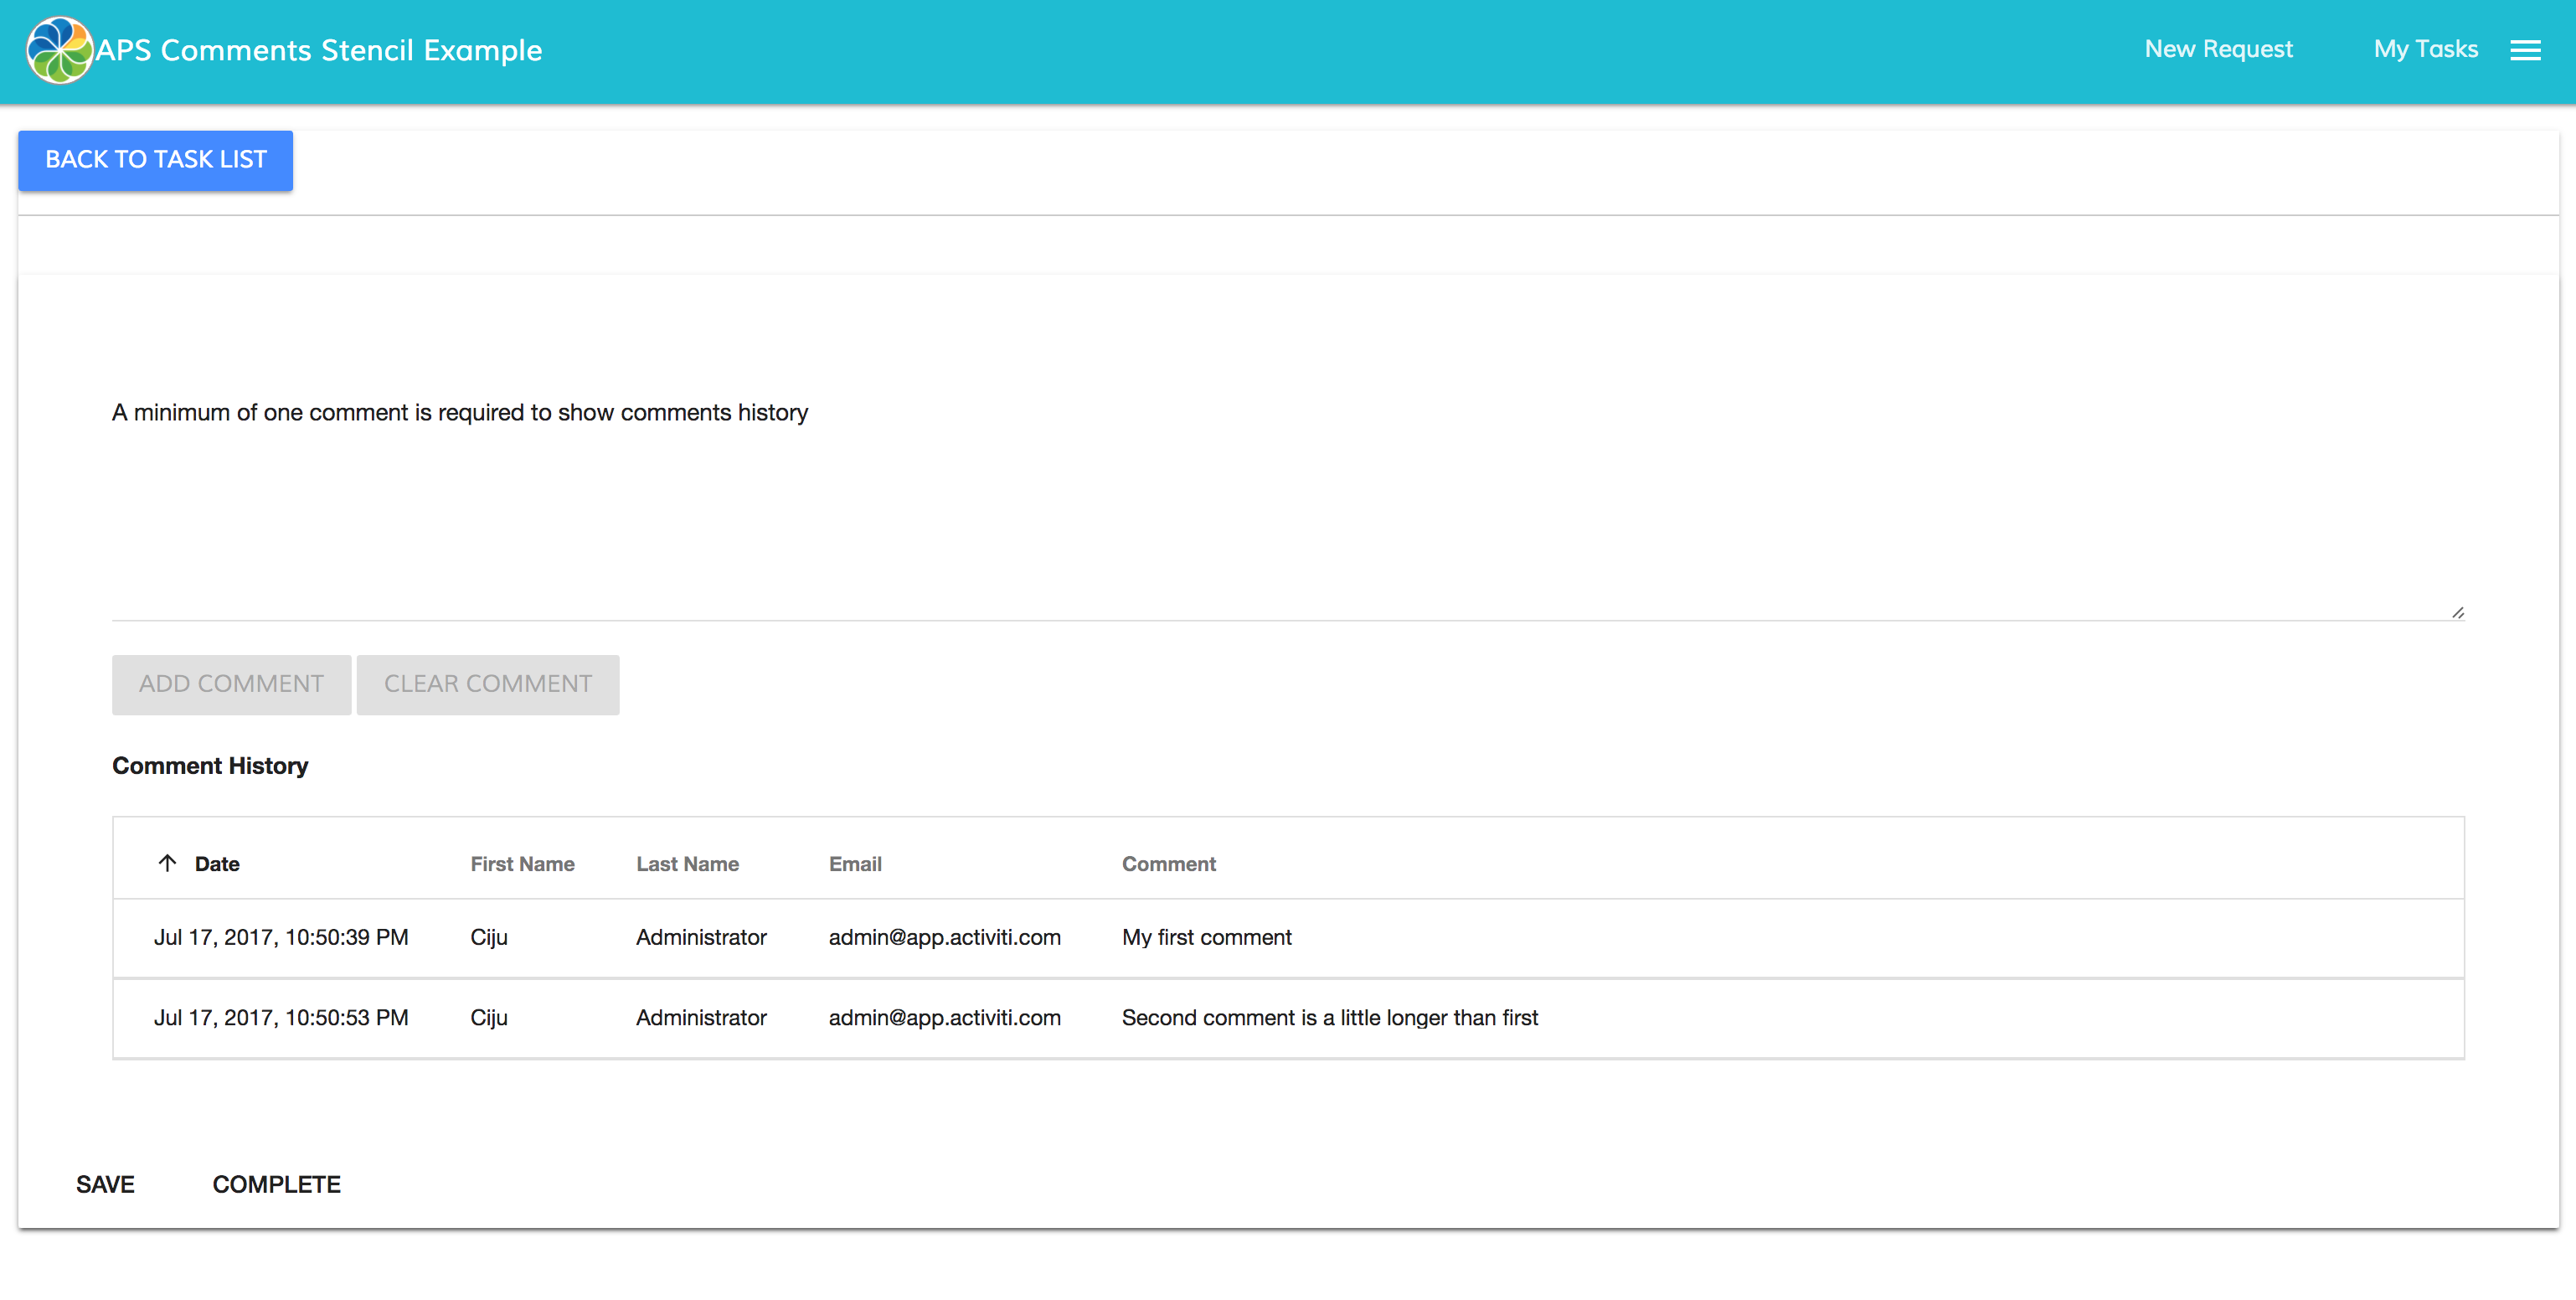 APS Comments Stencil Example
New Request
My Tasks
BACK TO TASK LIST
A minimum of one comment is required to show comments history
ADD COMMENT
CLEAR COMMENT
Comment History
Date First Name Last Name Email Comment
Jul 17, 2017, 10:50:39 PM Ciju Administrator admin@app.activiti.com My first comment
Jul 17, 2017, 10:50:53 PM Ciju Administrator admin@app.activiti.com Second comment is a little longer than first
SAVE
COMPLETE